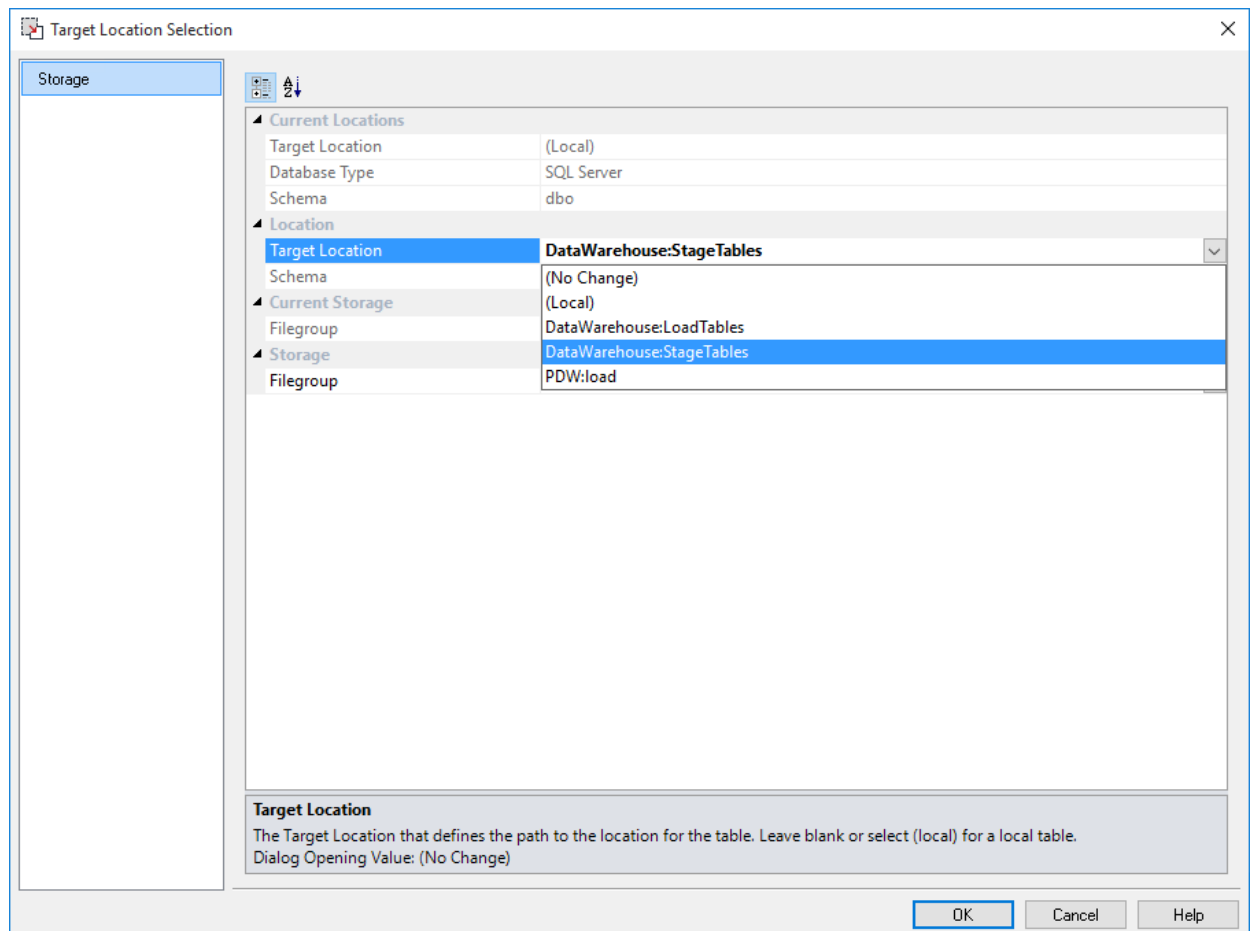 Target Location Selection
Storage
Current Locations
Target Location (Local)
Database Type SQL Server
Schema dbo
Location
Target Location DataWarehouse:StageTables
Schema (No Change)
Current Storage (Local)
Filegroup DataWarehouse:LoadTables
Storage DataWarehouse:StageTables
Filegroup PDW:load
Target Location
The Target Location that defines the path to the location for the table. Leave blank or select (local) for a local table.
Dialog Opening Value: (No Change)
OK Cancel Help